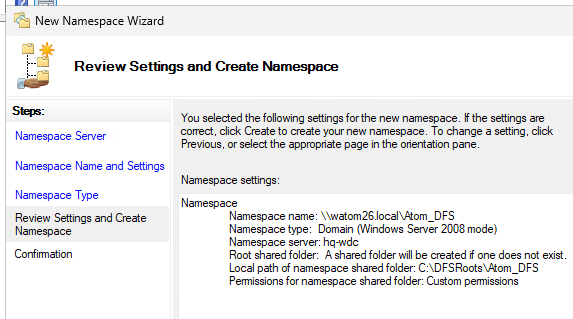 New Namespace Wizard
Review Settings and Create Namespace
Steps:
Namespace Server
Namespace Name and Settings
Namespace Type
Review Settings and Create
Namespace
Confirmation
You selected the following settings for the new namespace. If the settings are
correct, click Create to create your new namespace. To change a setting, click
Previous, or select the appropriate page in the orientation pane.
Namespace settings:
Namespace
Namespace name: \\watom26.local\Atom_DFS
Namespace type:  Domain (Windows Server 2008 mode)
Namespace server: hq-wdc
Root shared folder:  A shared folder will be created if one does not exist.
Local path of namespace shared folder: C:\DFSRoots\Atom_DFS
Permissions for namespace shared folder: Custom permissions